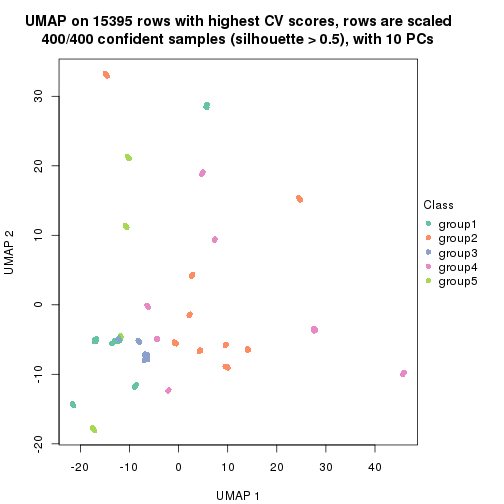 UMAP on 15395 rows with highest CV scores, rows are scaled
400/400 confident samples (silhouette > 0.5), with 10 PCs
30
20
10
0
-10
-20
UMAP 2
-20 -10 0 10 20 30 40
UMAP 1
Class
group1
group2
group3
group4
group5